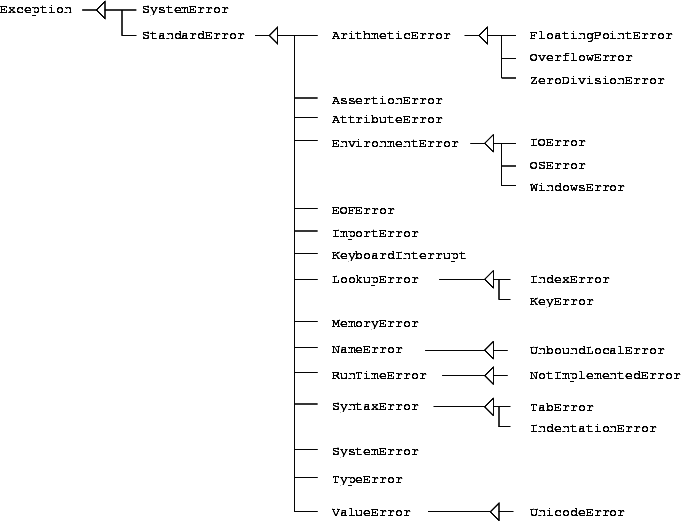 Exception SystemError
StandardError ArithmeticError FloatingPointError
OverflowError
ZeroDivisionError
AssertionError
AttributeError
EnvironmentError IOError
OSError
WindowsError
EOFError
ImportError
KeyboardInterrupt
LookupError IndexError
KeyError
MemoryError
NameError UnboundLocalError
RunTimeError NotImplementedError
SyntaxError TabError
IndentationError
SystemError
TypeError
ValueError UnicodeError